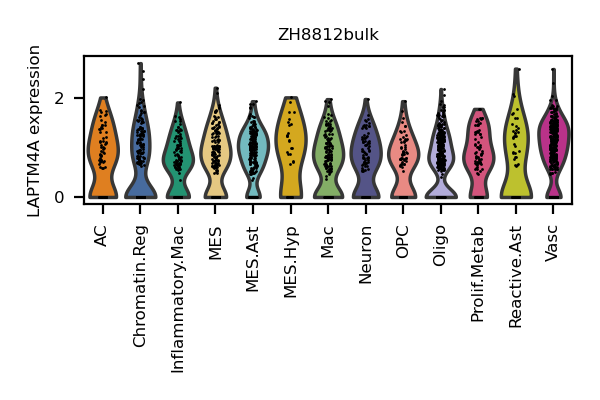 ZH8812bulk
LAPTM4A expression
2
0
AC
Chromatin.Reg
Inflammatory.Mac
MES
MES.Ast
MES.Hyp
Mac
Neuron
OPC
Oligo
Prolif.Metab
Reactive.Ast
Vasc